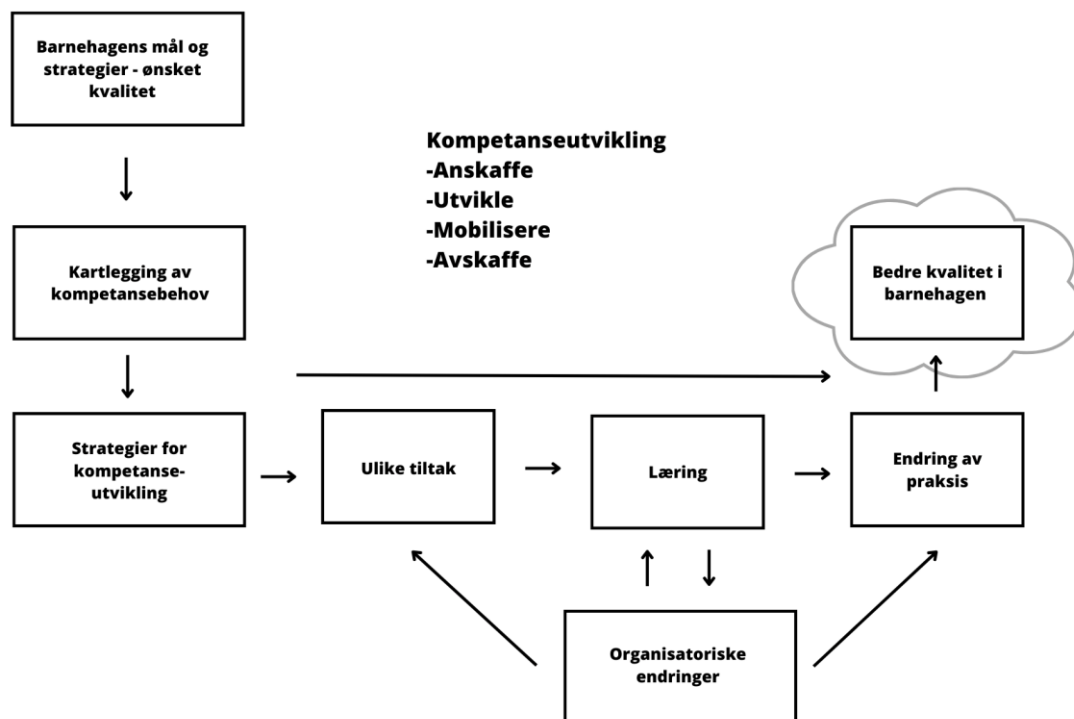 Barnehagens mål og
strategier - ønsket
kvalitet
Kompetanseutvikling
-Anskaffe
-Utvikle
-Mobilisere
-Avskaffe
Kartlegging av
kompetansebehov
Bedre kvalitet i
barnehagen
Strategier for
kompetanse-
utvikling
Ulike tiltak
Læring
Endring av
praksis
Organisatoriske
endringer